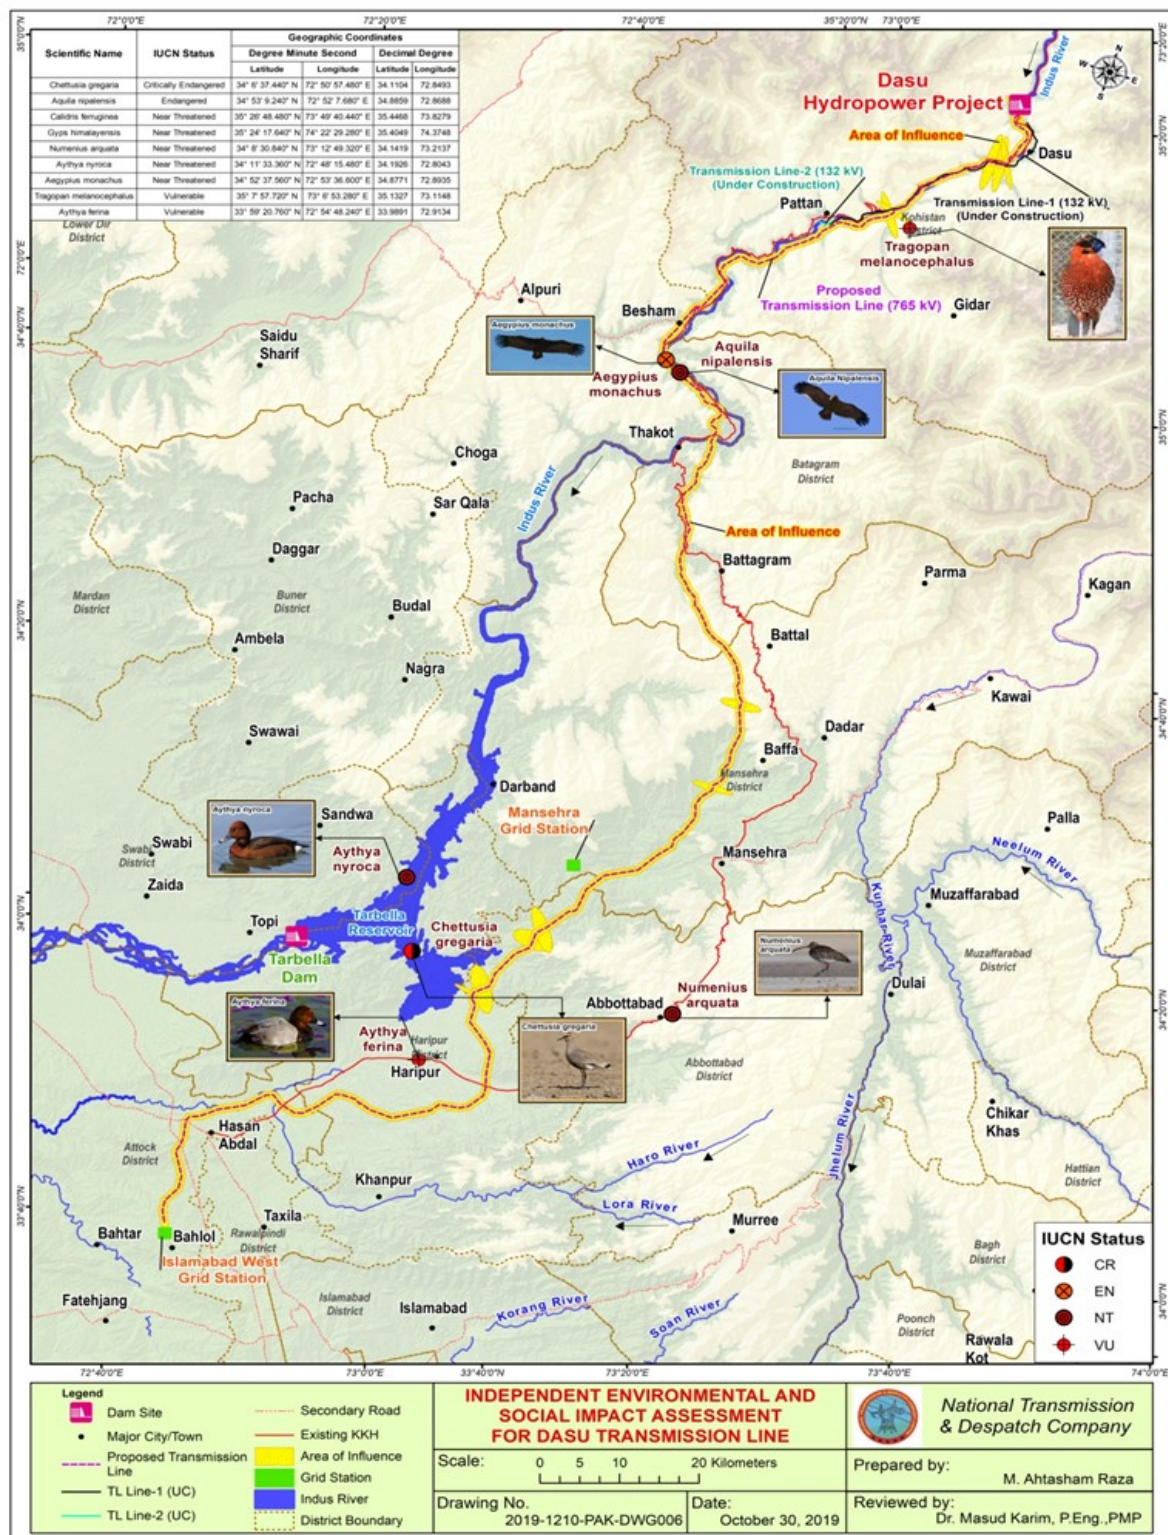 72°0'0"E
72°20'0"E
72°40'0"E
35°20'0"N
73°0'0"E
Geographic Coordinates
Scientific Name
IUCN Status
Degree Minute Second
Decimal Degree
Latitude
Longitude
Latitude
Longitude
Chettusia gregaria Critically Endangered 34° 6' 37.440" N 72° 50' 57.480" E 34.1104 72.8493
Aquila nipalensis Endangered 34° 53' 9.240" N 72° 52' 7.680" E 34.8859 72.8688
Calidris ferruginea Near Threatened 35° 26' 48.480" N 73° 49' 40.440" E 35.4468 73.8279
Gyps himalayensis Near Threatened 35° 24' 17.640" N 74° 22' 29.280" E 35.4049 74.3748
Numenius arquata Near Threatened 34° 8' 30.840" N 73° 12' 49.320" E 34.1419 73.2137
Aythya nyroca Near Threatened 34° 11' 33.360" N 72° 48' 15.480" E 34.1926 72.8043
Aegypius monachus Near Threatened 34° 52' 37.560" N 72° 53' 36.600" E 34.8771 72.8935
Tragopan melanocephalus Vulnerable 35° 7' 57.720" N 73° 6' 53.280" E 35.1327 73.1148
Aythya ferina Vulnerable 33° 59' 20.760" N 72° 54' 48.240" E 33.9891 72.9134
Lower Dir
District
Indus River
N
W
E
S
Dasu
Hydropower Project
Area of Influence
Dasu
Transmission Line-2 (132 kV)
(Under Construction)
Pattan
Transmission Line-1 (132 kV)
(Under Construction)
Kohistan
District
Tragopan
melanocephalus
Proposed
Transmission Line (765 kV)
Gidar
Alpuri
Besham
Saidu
Sharif
Aegypius monachus
Aquila
nipalensis
Aegypius
monachus
Aquila Nipalensis
Thakot
Choga
Batagram
District
Indus River
Pacha
Sar Qala
Area of Influence
Daggar
Battagram
Parma
Kagan
Mardan
District
Buner
District
Budal
Ambela
Battal
Nagra
Kawai
Swawai
Dadar
Baffa
Mansehra
District
Darband
Mansehra
Grid Station
Aythya nyroca
Sandwa
Palla
Swabi
Swabi
District
Aythya
nyroca
Mansehra
Neelum River
Zaida
Kunhar River
Muzaffarabad
Topi
Tarbella
Reservoir
Chettusia
gregaria
Numenius
arquata
Muzaffarabad
District
Tarbella
Dam
Numenius
arquata
Dulai
Abbottabad
Aythya ferina
Aythya
ferina
Haripur
District
Chettusia gregaria
Haripur
Abbottabad
District
Chikar
Khas
Hasan
Abdal
Attock
District
Haro River
Jhelum River
Hattian
District
Khanpur
Lora River
Taxila
Murree
Bahtar
Bahlol
Rawalpindi
District
Islamabad West
Grid Station
Bagh
District
Fatehjang
Islamabad
District
Islamabad
Korang River
Soan River
Poonch
District
Rawala
Kot
IUCN Status
CR
EN
NT
VU
72°40'0"E
73°0'0"E
33°40'0"N
73°20'0"E
73°40'0"E
74°0'0"E
Legend
Dam Site
Major City/Town
Proposed Transmission
Line
TL Line-1 (UC)
TL Line-2 (UC)
Secondary Road
Existing KKH
Area of Influence
Grid Station
Indus River
District Boundary
INDEPENDENT ENVIRONMENTAL AND
SOCIAL IMPACT ASSESSMENT
FOR DASU TRANSMISSION LINE
Scale:
0 5 10 20 Kilometers
Drawing No.
2019-1210-PAK-DWG006
Date:
October 30, 2019
National Transmission
& Despatch Company
Prepared by:
M. Ahtasham Raza
Reviewed by:
Dr. Masud Karim, P.Eng.,PMP